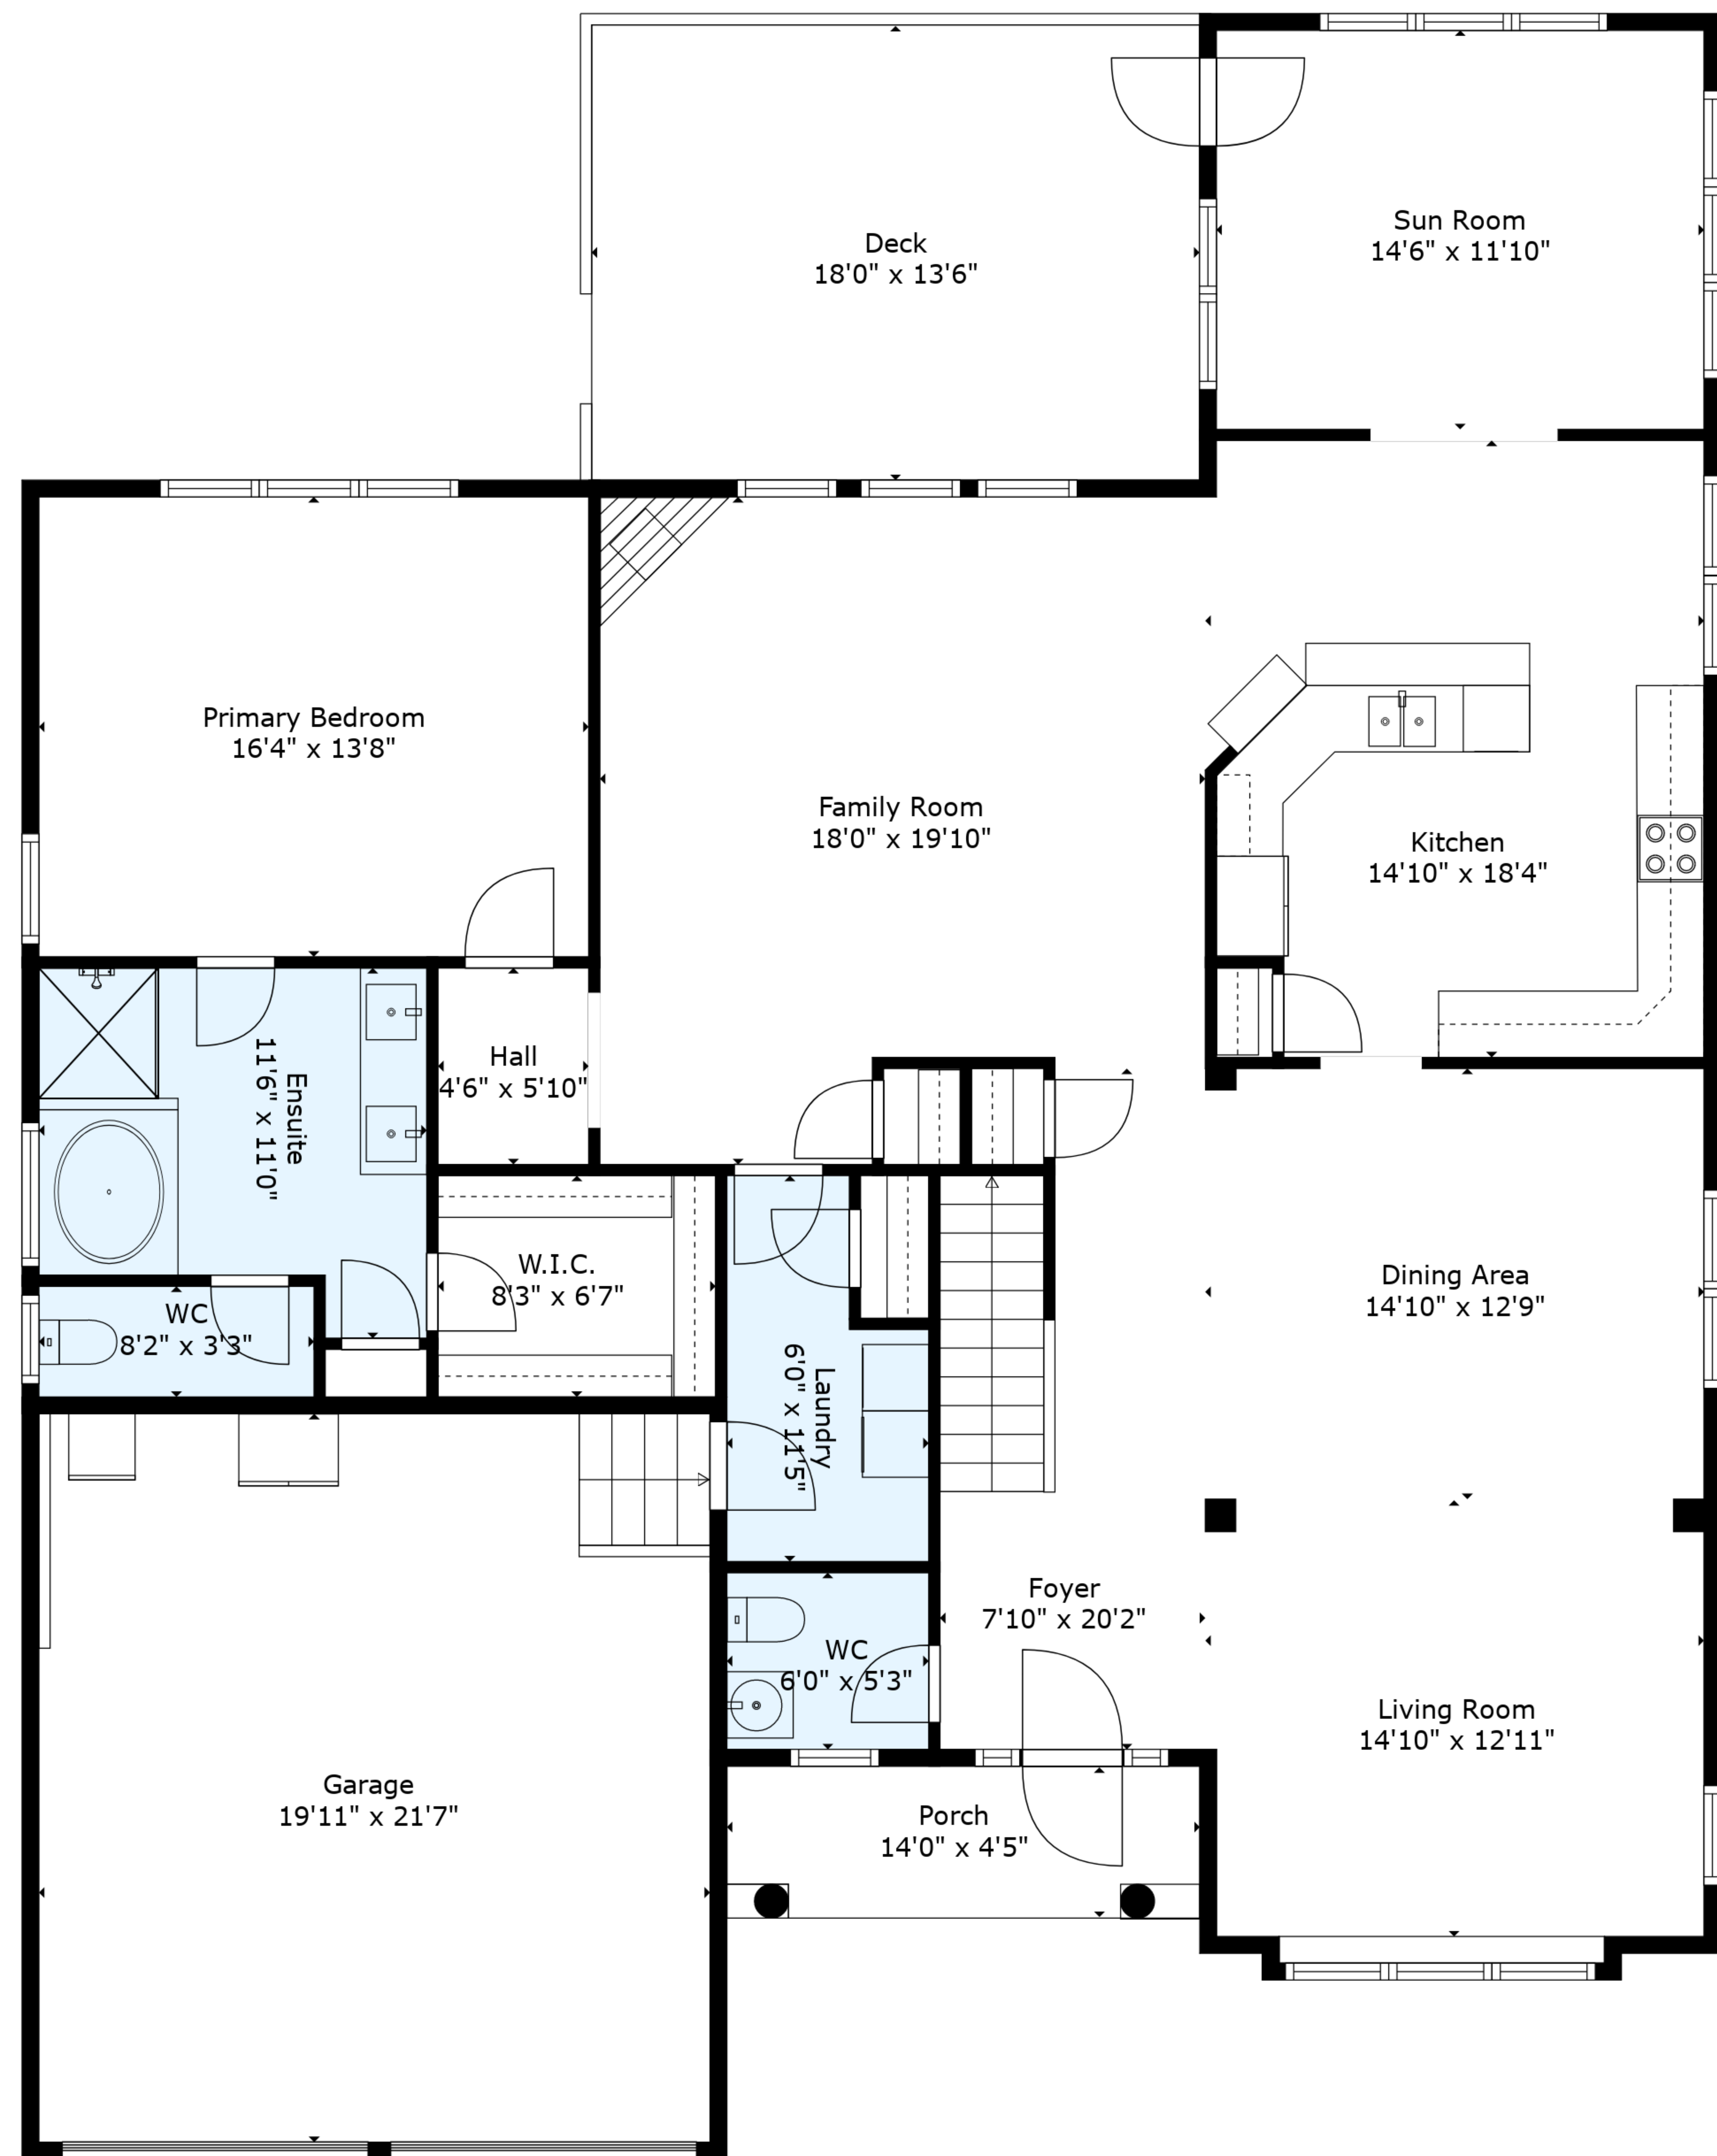 Sun Room
14'6" x 11'10"
Deck
18'0" x 13'6"
Primary Bedroom
16'4" x 13'8"
Family Room
18'0" x 19'10"
Kitchen
14'10" x 18'4"
Hall
4'6" x 5'10"
Ensuite
11'6" x 11'0"
W.I.C.
8'3" x 6'7"
WC
8'2" x 3'3"
Dining Area
14'10" x 12'9"
Laundry
6'0" x 11'5"
Foyer
7'10" x 20'2"
WC
6'0" x 5'3"
Living Room
14'10" x 12'11"
Garage
19'11" x 21'7"
Porch
14'0" x 4'5"